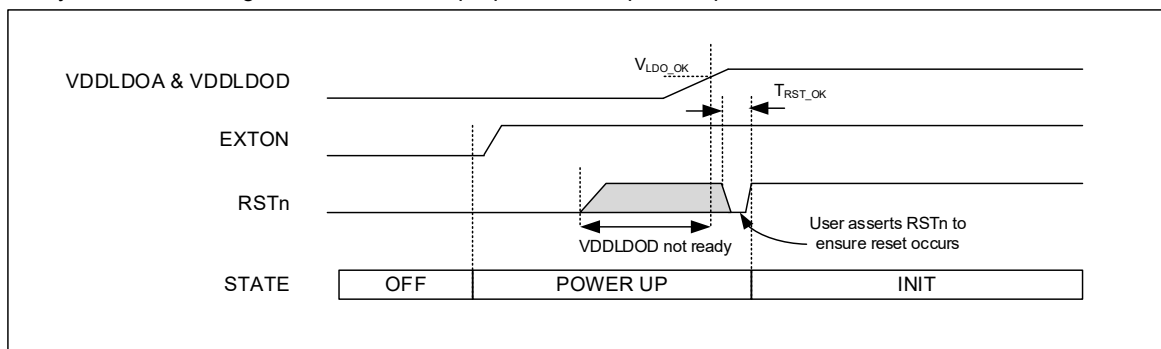 VDDLDOA & VDDLDOD
V_LDO_OK
T_RST_OK
EXTON
RSTn
User asserts RSTn to
ensure reset occurs
VDDLDOD not ready
STATE
OFF
POWER UP
INIT